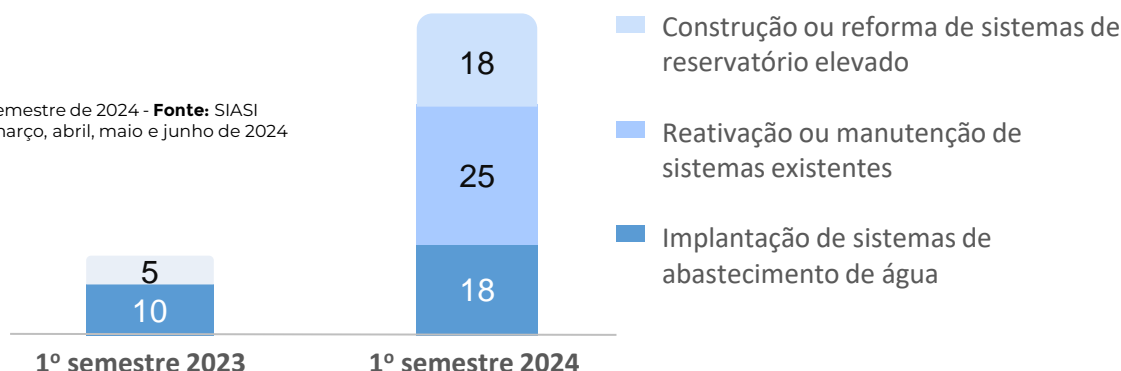 18
25
18
5
10
1º semestre 2023
1º semestre 2024
Construção ou reforma de sistemas de
reservatório elevado
Reativação ou manutenção de
sistemas existentes
Implantação de sistemas de
abastecimento de água
de 2024 - Fonte: SIASI
abril, maio e junho de 2024